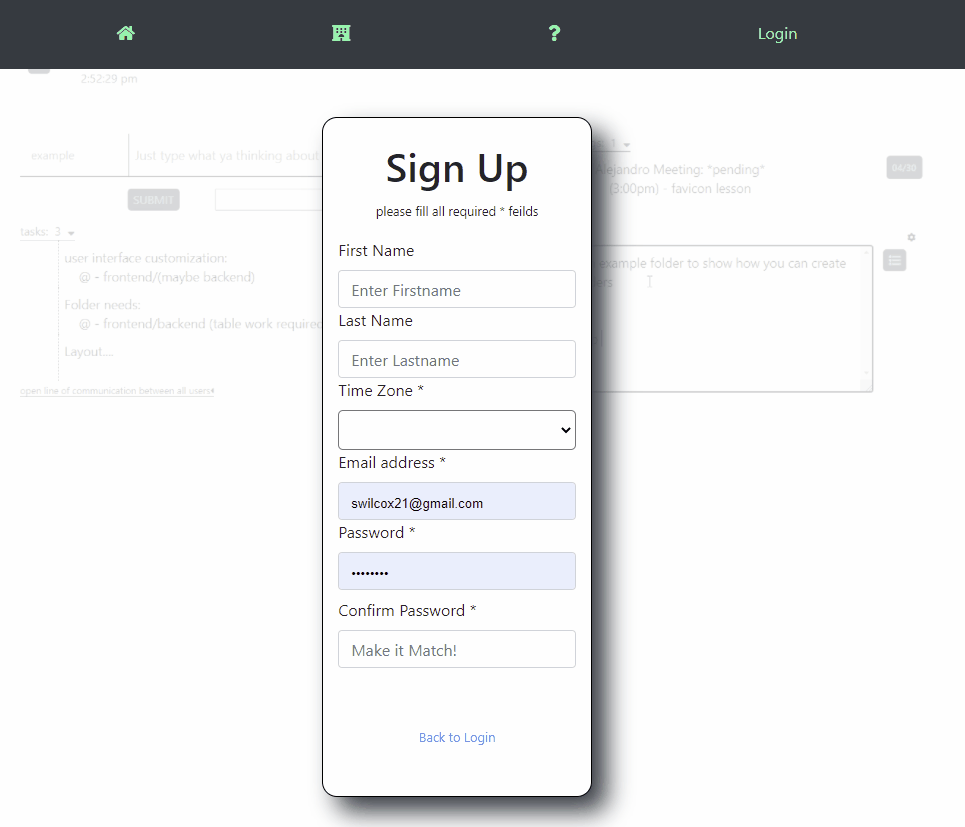 Login
2:52:29 pm
example
Just type what ya thinking about
1
Alejandro Meeting: *pending*
04/30
(3:00pm) - favicon lesson
SUBMIT
tasks: 3
user interface customization:
@ - frontend/(maybe backend)
Folder needs:
@ - frontend/backend (table work required
Layout....
open line of communication between all users*
example folder to show how you can create
Sign Up
please fill all required * feilds
First Name
Enter Firstname
Last Name
Enter Lastname
Time Zone *
Email address *
swilcox21@gmail.com
Password *
••••••••
Confirm Password *
Make it Match!
Back to Login